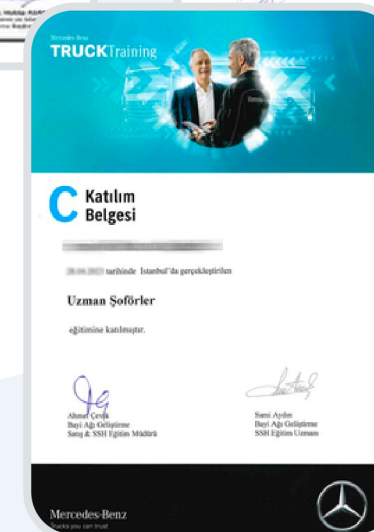 Mercedes-Benz
TRUCKTraining
C Katılım
Belgesi
tarihinde İstanbul'da gerçekleştirilen
Uzman Şoförler
eğitimine katılmıştır.
Ahmet Çevik
Bayi Ağı Geliştirme
Satış & SSH Eğitim Müdürü
Sami Aydın
Bayi Ağı Geliştirme
SSH Eğitim Uzmanı
Mercedes-Benz
Trucks you can trust